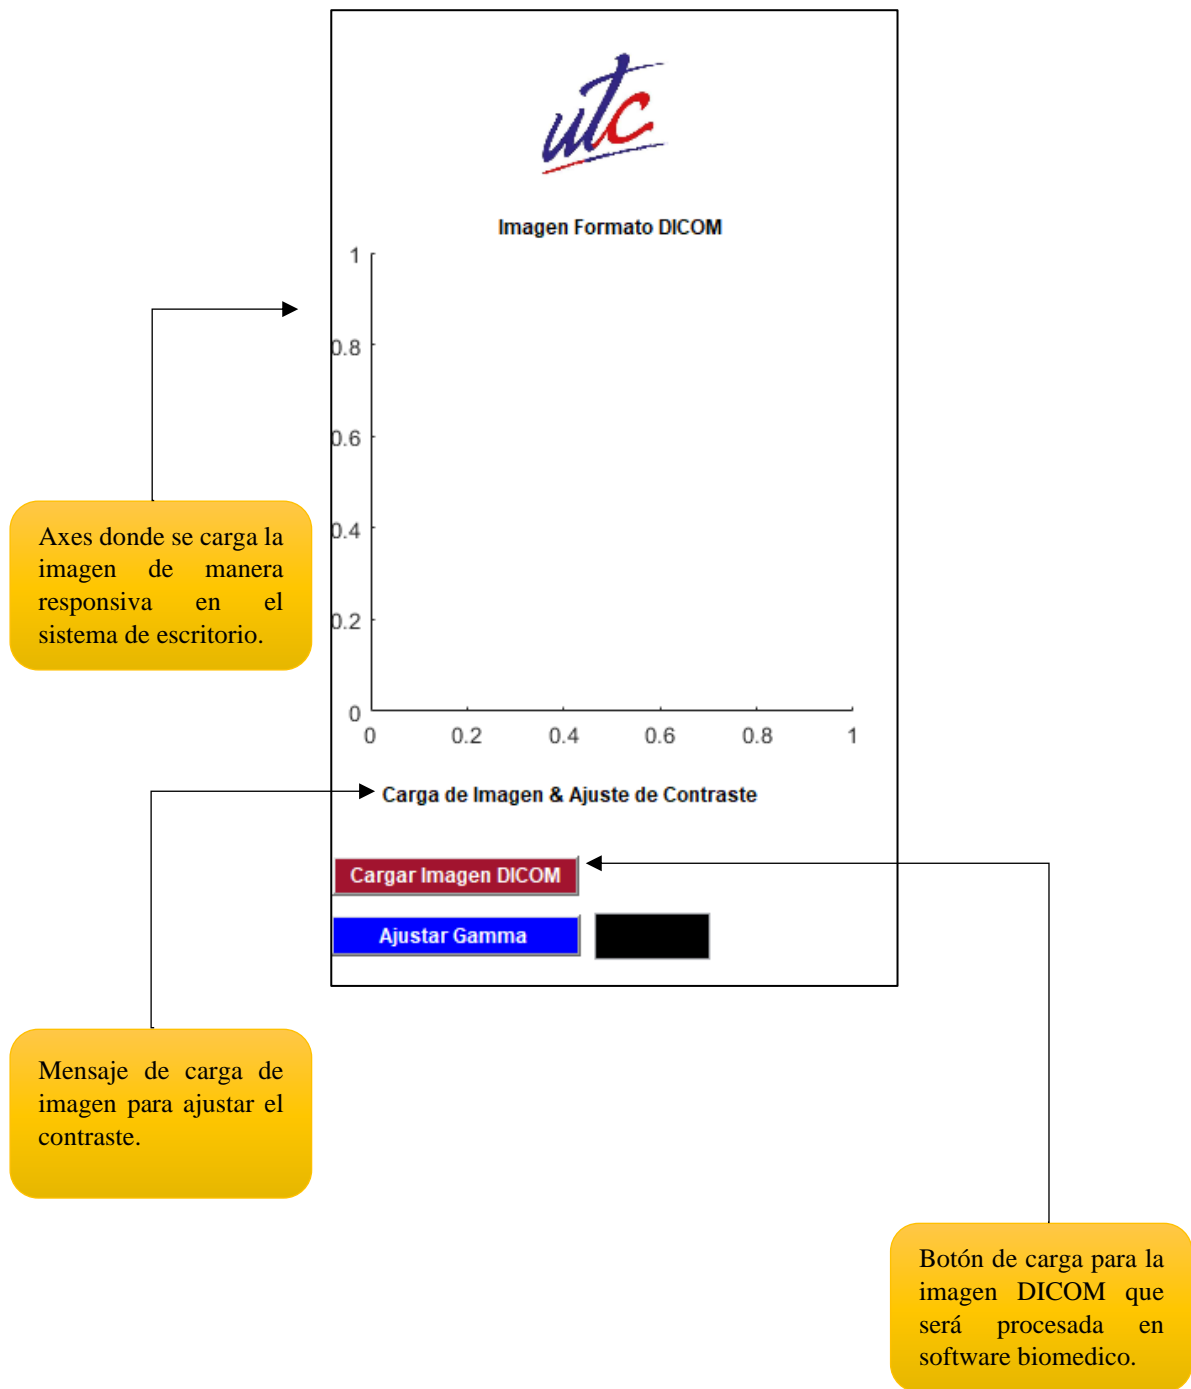 utc
Imagen Formato DICOM
1
0.8
0.6
0.4
0.2
0
0 0.2 0.4 0.6 0.8 1
Axes donde se carga la
imagen de manera
responsiva en el
sistema de escritorio.
Carga de Imagen & Ajuste de Contraste
Cargar Imagen DICOM
Ajustar Gamma
Mensaje de carga de
imagen para ajustar el
contraste.
Botón de carga para la
imagen DICOM que
será procesada en
software biomedico.